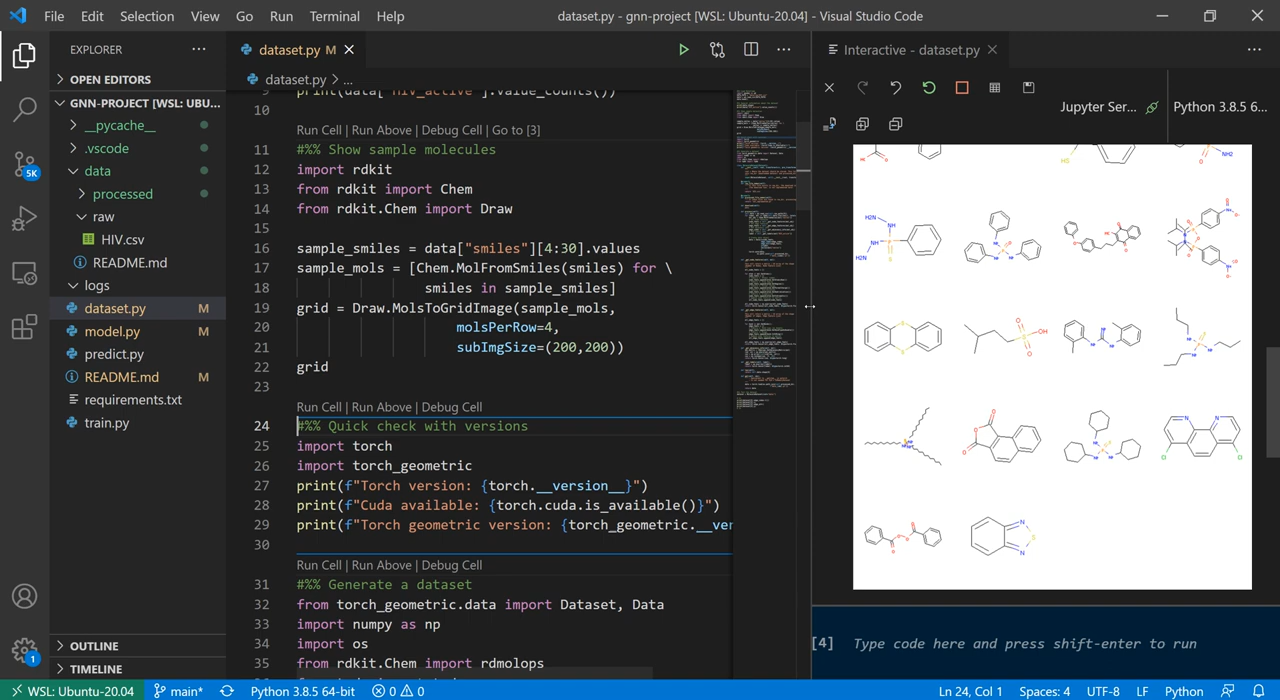 File Edit Selection View Go Run Terminal Help
dataset.py - gnn-project [WSL: Ubuntu-20.04] - Visual Studio Code
EXPLORER
OPEN EDITORS
GNN-PROJECT [WSL: UBU...
__pycache__
.vscode
data
processed
raw
HIV.csv
README.md
logs
dataset.py M
model.py M
predict.py
README.md M
requirements.txt
train.py
OUTLINE
TIMELINE
5K
1
dataset.py M
dataset.py > ...
9 print(data["HIV_active"].value_counts())
10
Run Cell | Run Above | Debug Cell | Go to [3]
11 #%% Show sample molecules
12 import rdkit
13 from rdkit import Chem
14 from rdkit.Chem import Draw
15
16 sample_smiles = data["smiles"][4:30].values
17 sample_mols = [Chem.MolFromSmiles(smiles) for \
18 smiles in sample_smiles]
19 grid = Draw.MolsToGridImage(sample_mols,
20 molsPerRow=4,
21 subImgSize=(200,200))
22 grid
23
Run Cell | Run Above | Debug Cell
24 #%% Quick check with versions
25 import torch
26 import torch_geometric
27 print(f"Torch version: {torch.__version__}")
28 print(f"Cuda available: {torch.cuda.is_available()}")
29 print(f"Torch geometric version: {torch_geometric.__ver
30
Run Cell | Run Above | Debug Cell
31 #%% Generate a dataset
32 from torch_geometric.data import Dataset, Data
33 import numpy as np
34 import os
35 from rdkit.Chem import rdmolops
Interactive - dataset.py
Jupyter Ser...
Python 3.8.5 6...
[4] Type code here and press shift-enter to run
WSL: Ubuntu-20.04 main* Python 3.8.5 64-bit 0 0
Ln 24, Col 1 Spaces: 4 UTF-8 LF Python